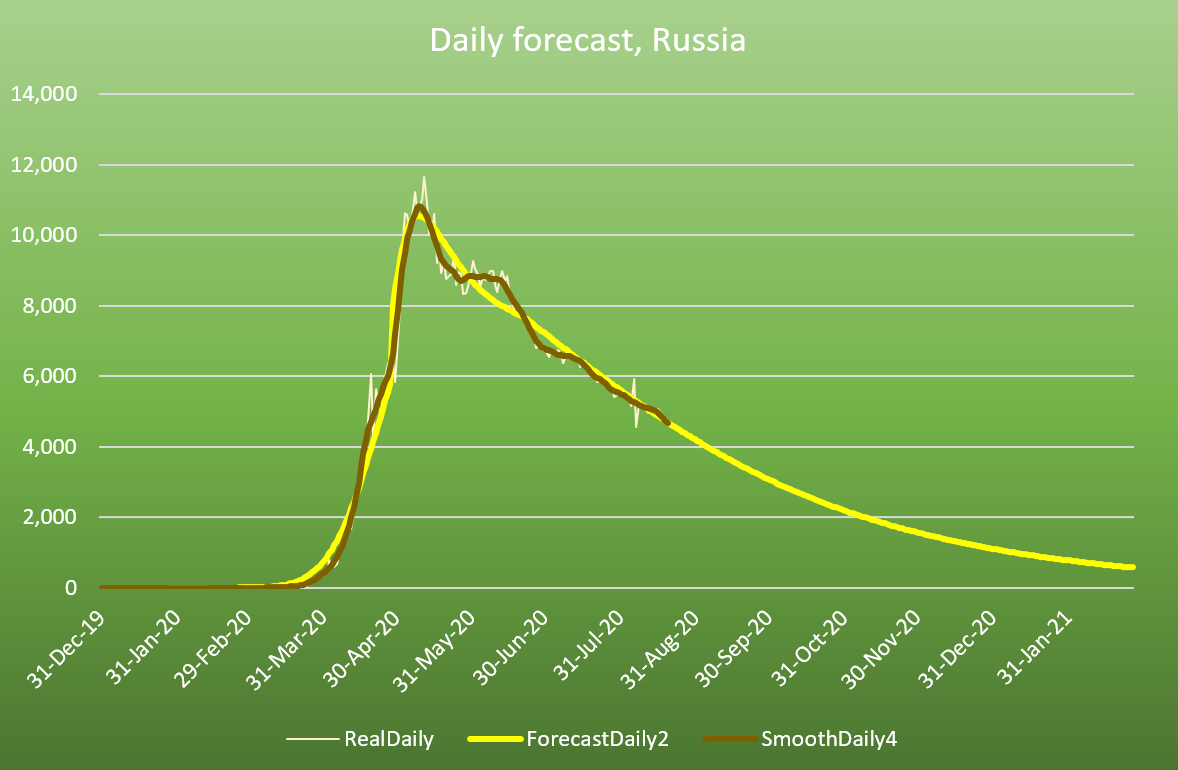 Daily forecast, Russia
14,000
12,000
10,000
8,000
6,000
4,000
2,000
0
31-Dec-19
31-Jan-20
29-Feb-20
31-Mar-20
30-Apr-20
31-May-20
30-Jun-20
31-Jul-20
31-Aug-20
30-Sep-20
31-Oct-20
30-Nov-20
31-Dec-20
31-Jan-21
RealDaily ForecastDaily2 SmoothDaily4